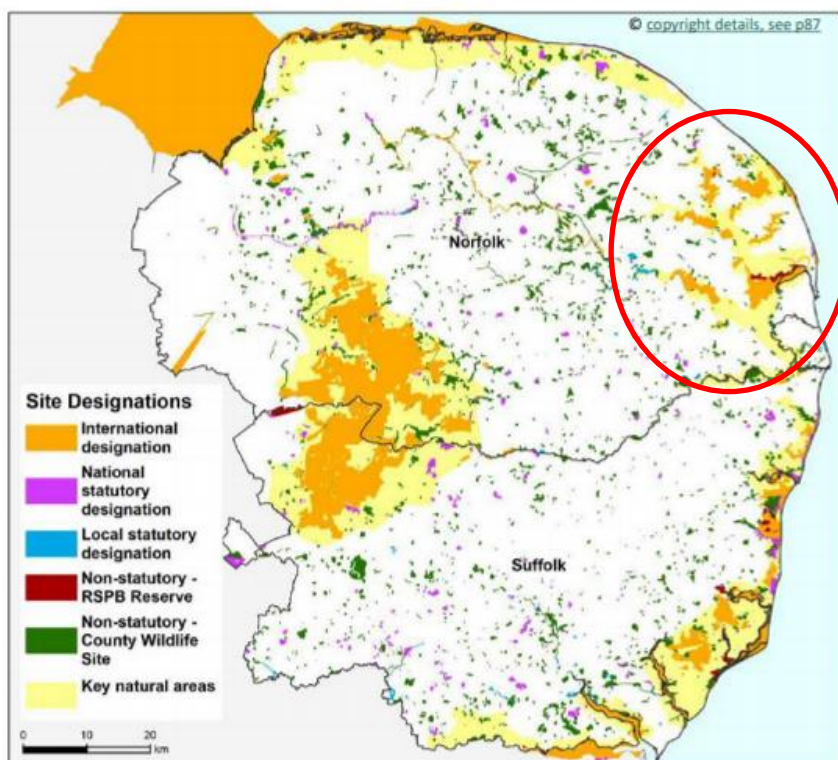 © copyright details, see p87
Norfolk
Suffolk
Site Designations
International
designation
National
statutory
designation
Local statutory
designation
Non-statutory -
RSPB Reserve
Non-statutory -
County Wildlife
Site
Key natural areas
0 10 20
km